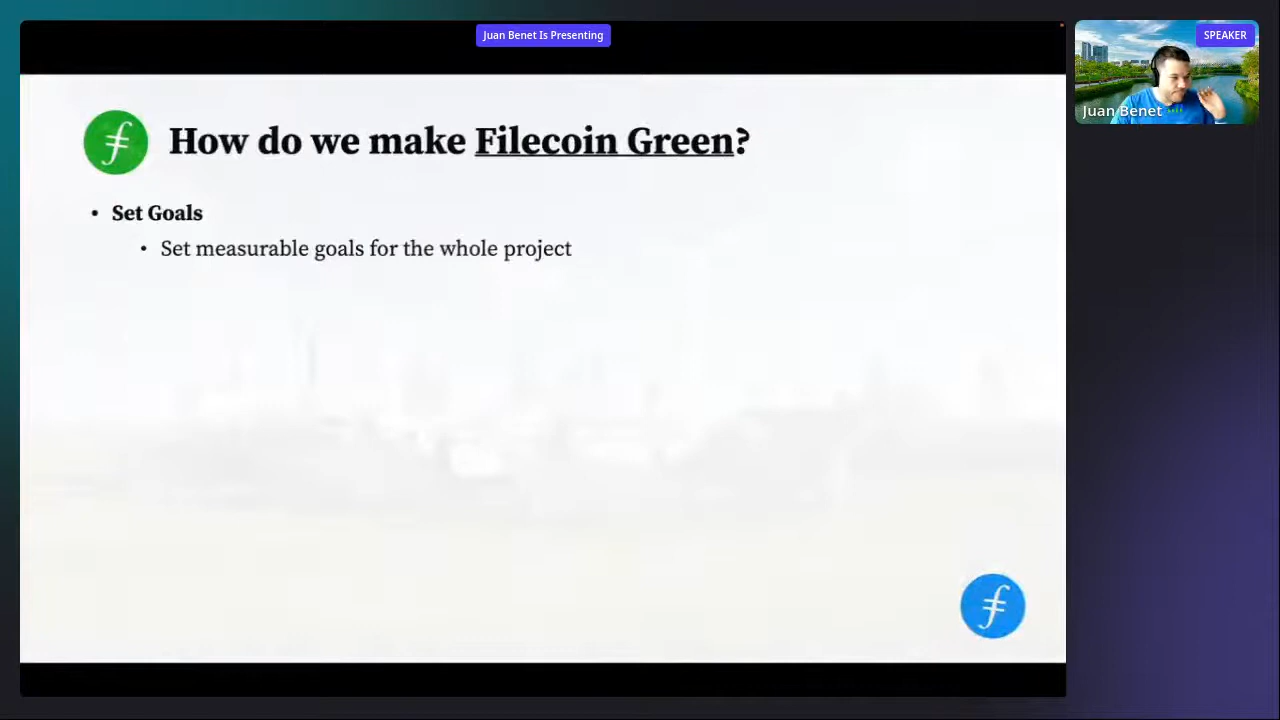 Juan Benet Is Presenting
SPEAKER
Juan Benet
How do we make Filecoin Green?
• Set Goals
• Set measurable goals for the whole project